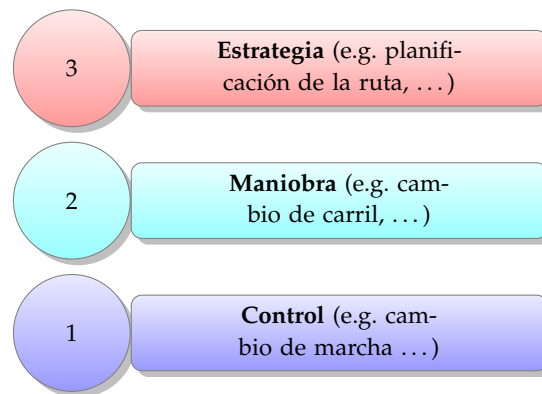 3
Estrategia (e.g. planifi-
cación de la ruta, . . . )
2
Maniobra (e.g. cam-
bio de carril, . . . )
1
Control (e.g. cam-
bio de marcha . . . )